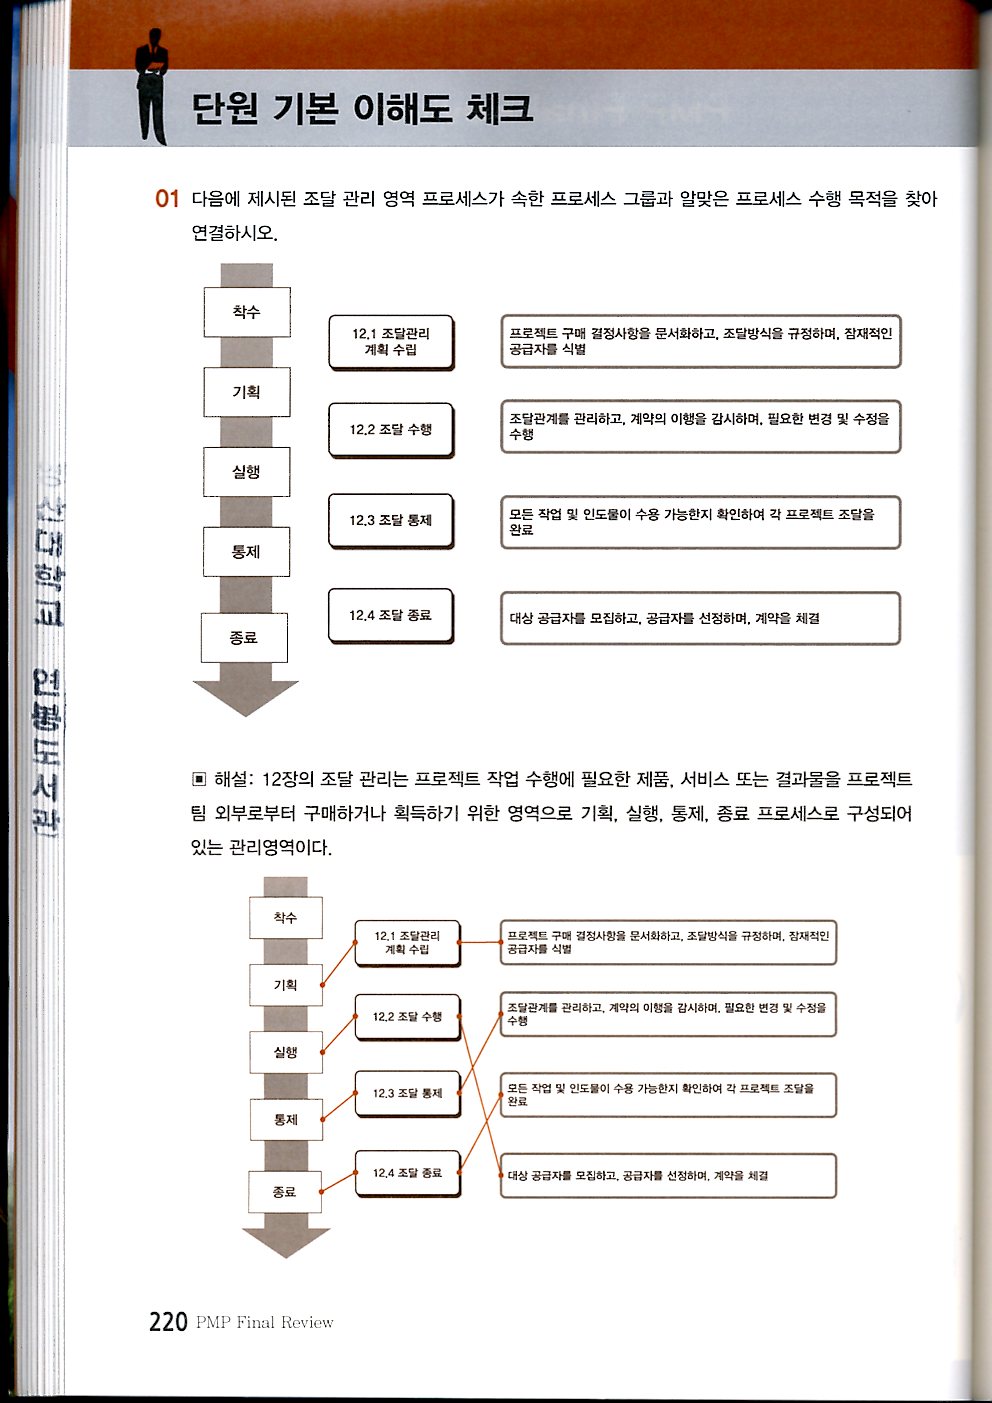 단원 기본 이해도 체크
01 다음에 제시된 조달 관리 영역 프로세스가 속한 프로세스 그룹과 알맞은 프로세스 수행 목적을 찾아
연결하시오.
착수
기획
실행
통제
종료
12.1 조달관리
계획 수립
12.2 조달 수행
12.3 조달 통제
12.4 조달 종료
프로젝트 구매 결정사항을 문서화하고, 조달방식을 규정하며, 잠재적인
공급자를 식별
조달관계를 관리하고, 계약의 이행을 감시하며, 필요한 변경 및 수정을
수행
모든 작업 및 인도물이 수용 가능한지 확인하여 각 프로젝트 조달을
완료
대상 공급자를 모집하고, 공급자를 선정하며, 계약을 체결
▣ 해설: 12장의 조달 관리는 프로젝트 작업 수행에 필요한 제품, 서비스 또는 결과물을 프로젝트
팀 외부로부터 구매하거나 획득하기 위한 영역으로 기획, 실행, 통제, 종료 프로세스로 구성되어
있는 관리영역이다.
착수
기획
실행
통제
종료
12.1 조달관리
계획 수립
12.2 조달 수행
12.3 조달 통제
12.4 조달 종료
프로젝트 구매 결정사항을 문서화하고, 조달방식을 규정하며, 잠재적인
공급자를 식별
조달관계를 관리하고, 계약의 이행을 감시하며, 필요한 변경 및 수정을
수행
모든 작업 및 인도물이 수용 가능한지 확인하여 각 프로젝트 조달을
완료
대상 공급자를 모집하고, 공급자를 선정하며, 계약을 체결
220 PMP Final Review